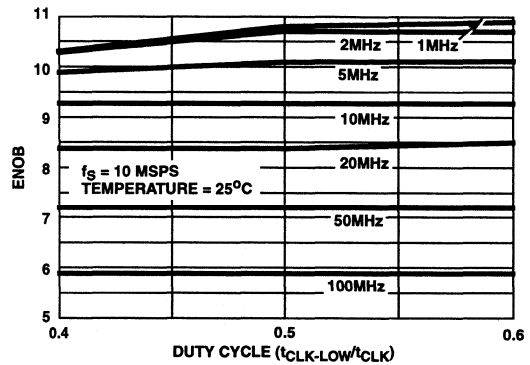 11
10
9
8
7
6
5
ENOB
2MHz
1MHz
5MHz
10MHz
20MHz
fS = 10 MSPS
TEMPERATURE = 25°C
50MHz
100MHz
0.4
0.5
0.6
DUTY CYCLE (tCLK-LOW/tCLK)